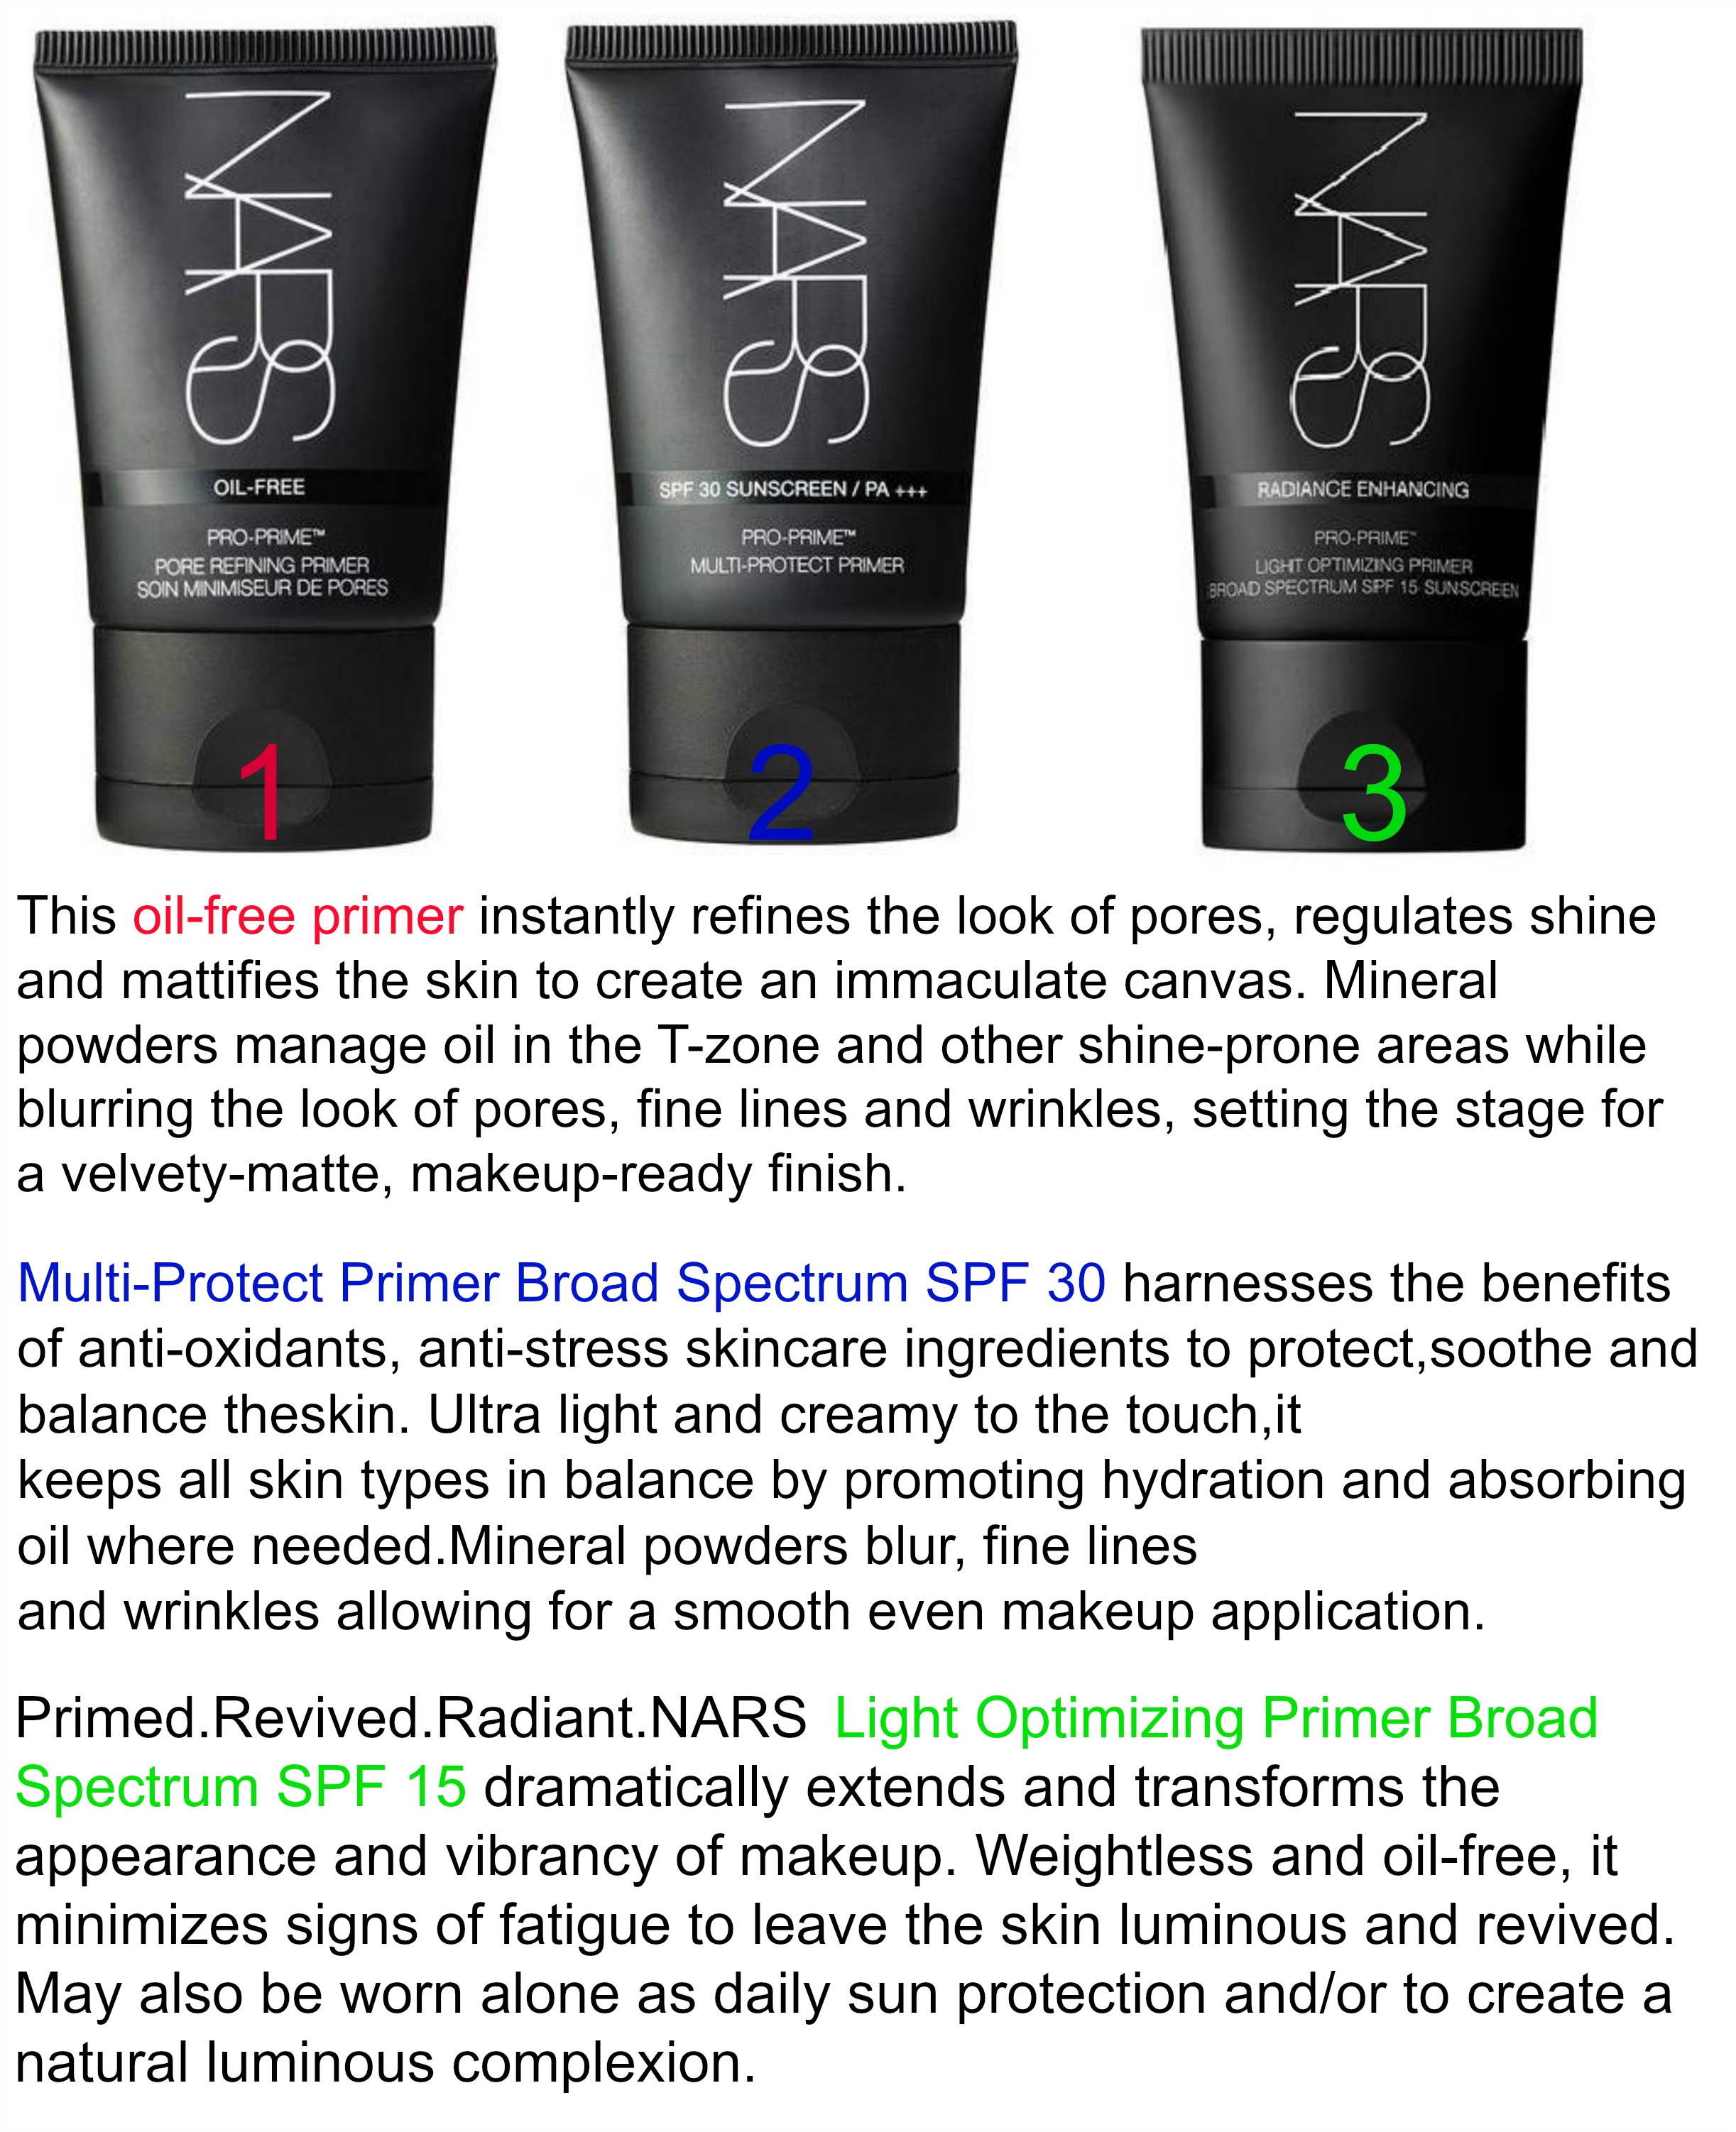 NARS
OIL-FREE
PRO-PRIME™
PORE REFINING PRIMER
SOIN MINIMISEUR DE PORES
1
NARS
SPF 30 SUNSCREEN / PA +++
PRO-PRIME™
MULTI-PROTECT PRIMER
2
NARS
RADIANCE ENHANCING
PRO-PRIME™
LIGHT OPTIMIZING PRIMER
BROAD SPECTRUM SPF 15 SUNSCREEN
3
This oil-free primer instantly refines the look of pores, regulates shine
and mattifies the skin to create an immaculate canvas. Mineral
powders manage oil in the T-zone and other shine-prone areas while
blurring the look of pores, fine lines and wrinkles, setting the stage for
a velvety-matte, makeup-ready finish.
Multi-Protect Primer Broad Spectrum SPF 30 harnesses the benefits
of anti-oxidants, anti-stress skincare ingredients to protect,soothe and
balance theskin. Ultra light and creamy to the touch,it
keeps all skin types in balance by promoting hydration and absorbing
oil where needed.Mineral powders blur, fine lines
and wrinkles allowing for a smooth even makeup application.
Primed.Revived.Radiant.NARS Light Optimizing Primer Broad
Spectrum SPF 15 dramatically extends and transforms the
appearance and vibrancy of makeup. Weightless and oil-free, it
minimizes signs of fatigue to leave the skin luminous and revived.
May also be worn alone as daily sun protection and/or to create a
natural luminous complexion.